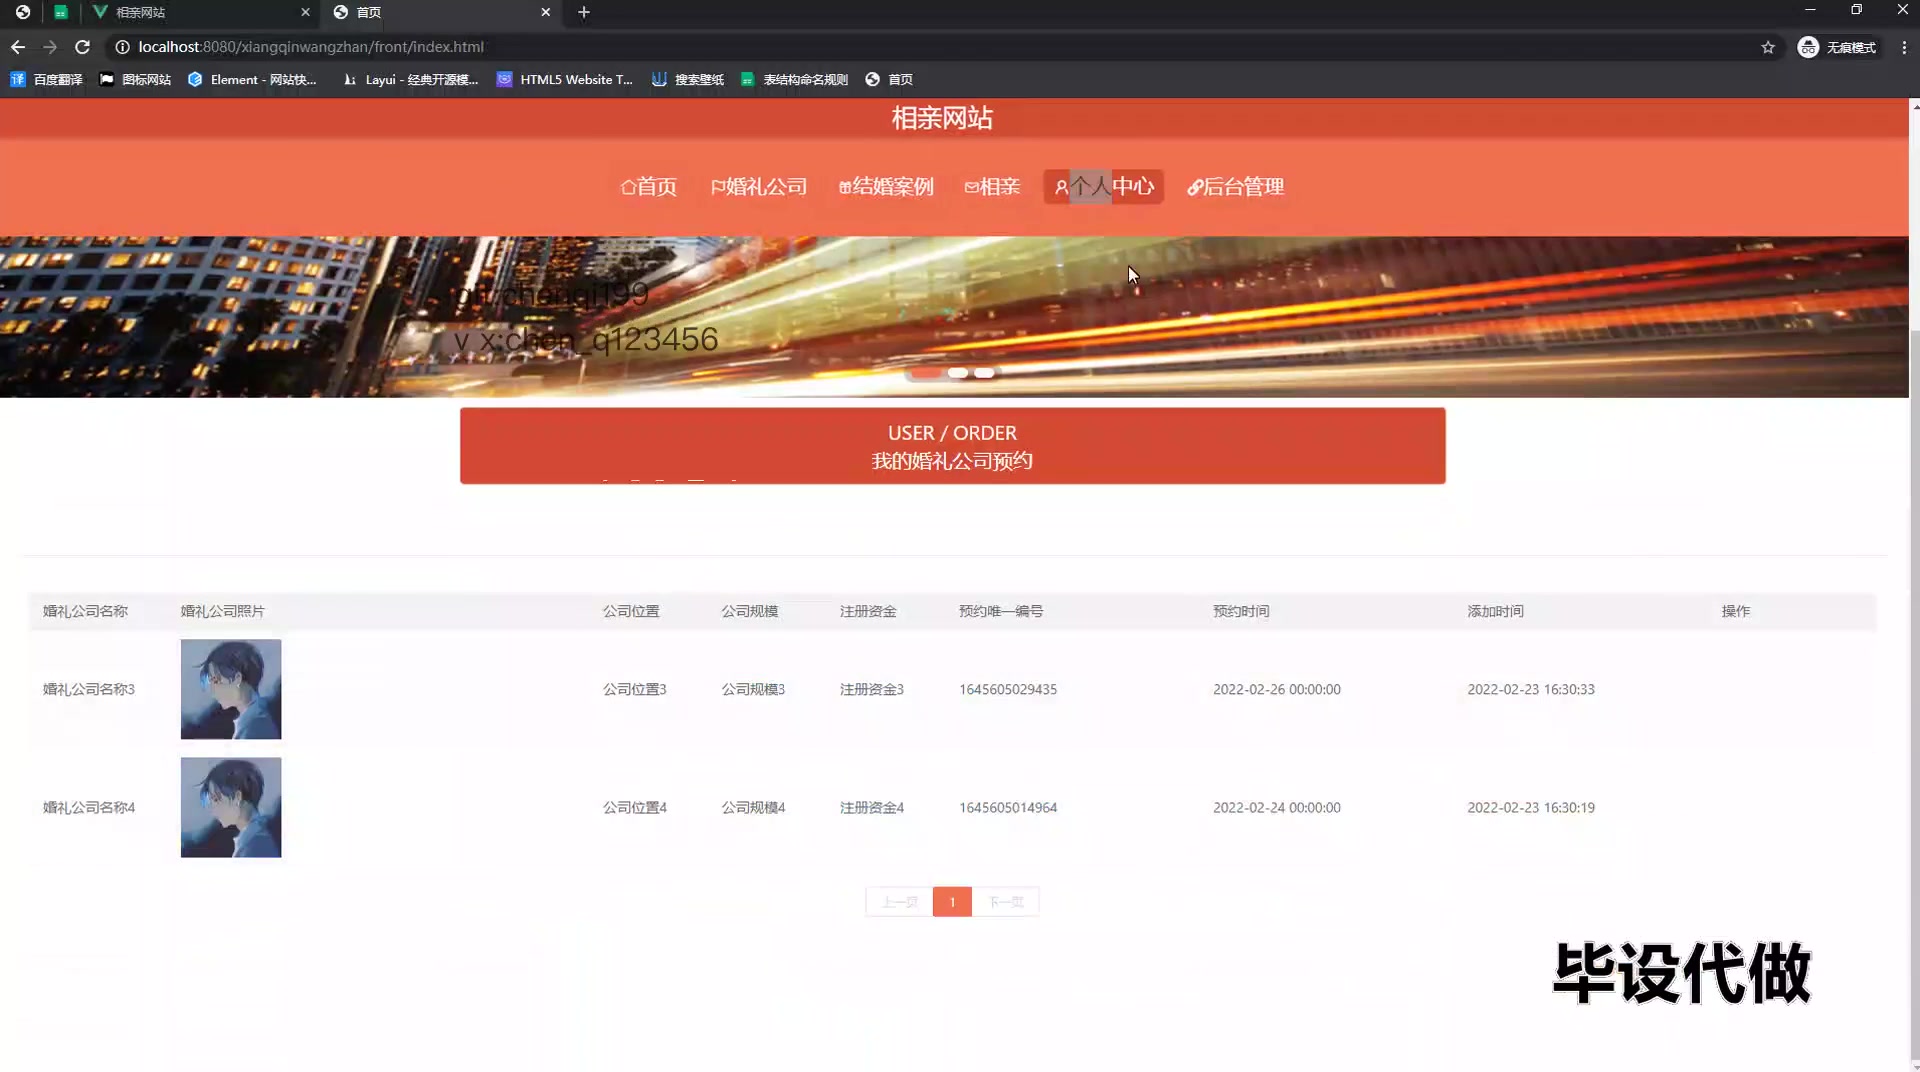 相亲网站
首页
localhost:8080/xiangqinwangzhan/front/index.html
无痕模式
百度翻译
图标网站
Element - 网站快...
Layui - 经典开源模...
HTML5 Website T...
搜索壁纸
表结构命名规则
首页
相亲网站
首页
婚礼公司
结婚案例
相亲
个人中心
后台管理
v x:chen_q123456
USER / ORDER
我的婚礼公司预约
婚礼公司名称 婚礼公司照片 公司位置 公司规模 注册资金 预约唯一编号 预约时间 添加时间 操作
婚礼公司名称3 公司位置3 公司规模3 注册资金3 1645605029435 2022-02-26 00:00:00 2022-02-23 16:30:33
婚礼公司名称4 公司位置4 公司规模4 注册资金4 1645605014964 2022-02-24 00:00:00 2022-02-23 16:30:19
上一页 1 下一页
毕设代做